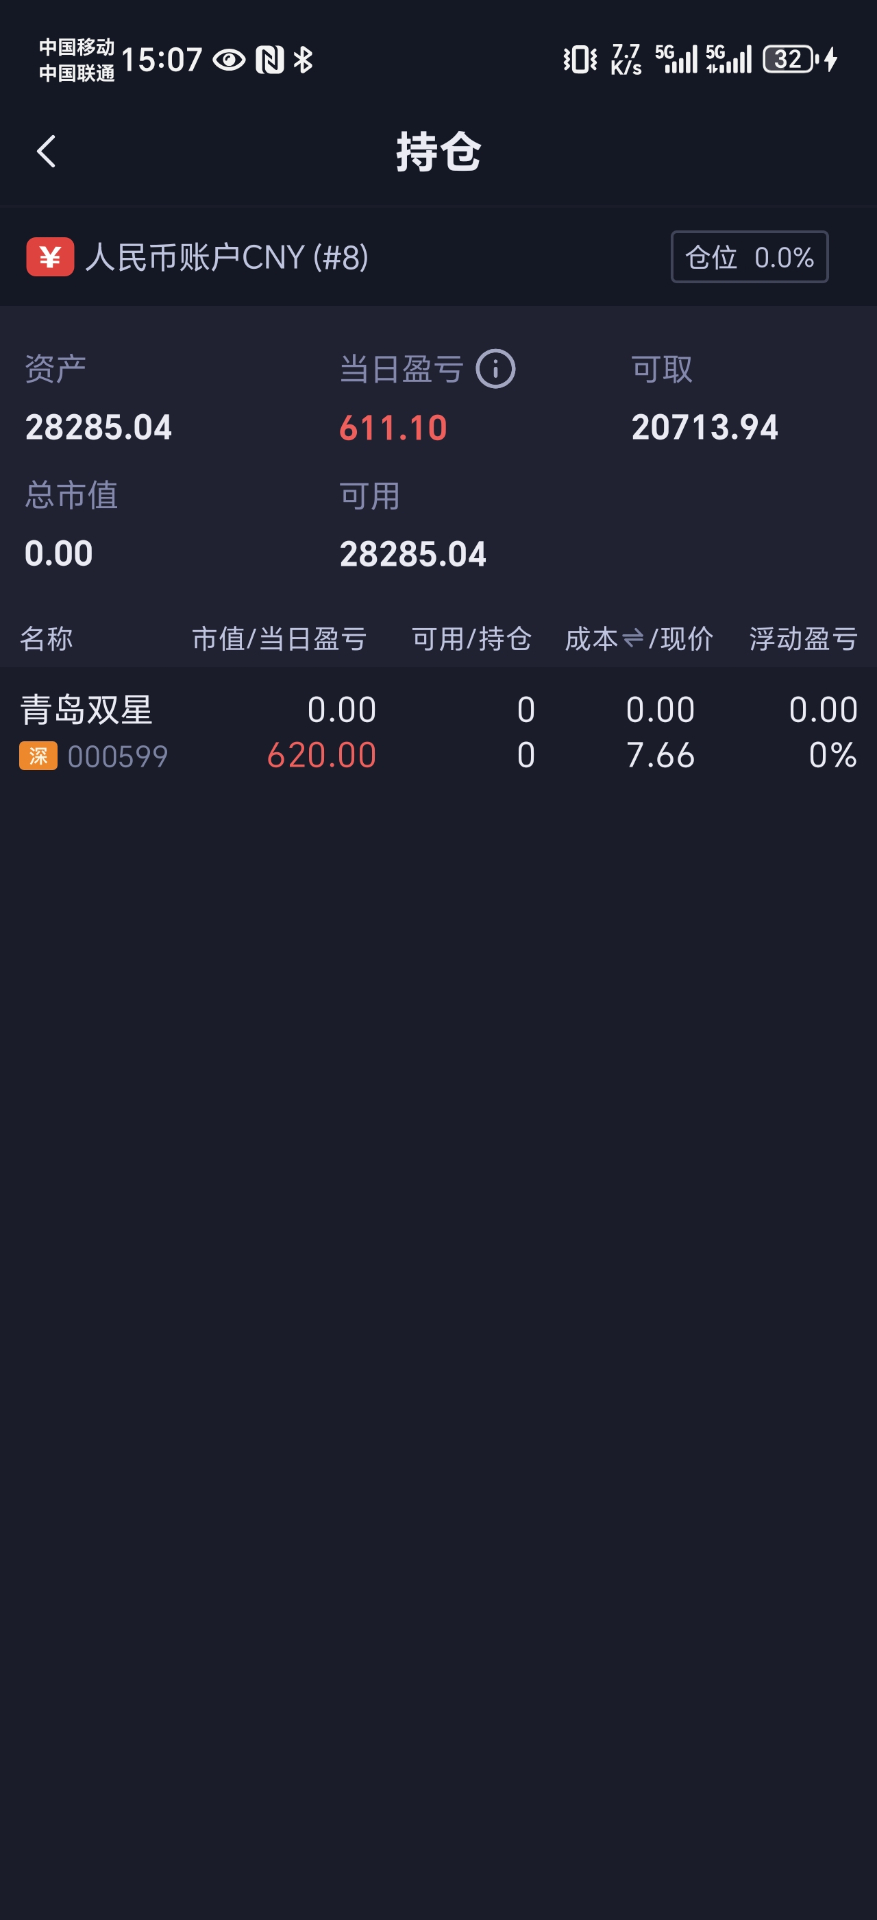 中国移动
中国联通
15:07
7.7 K/s 5G 5G 32
持仓
¥ 人民币账户CNY (#8) 仓位 0.0%
资产 当日盈亏 可取
28285.04 611.10 20713.94
总市值 可用
0.00 28285.04
名称 市值/当日盈亏 可用/持仓 成本⇌/现价 浮动盈亏
青岛双星 0.00 0 0.00 0.00
深 000599 620.00 0 7.66 0%